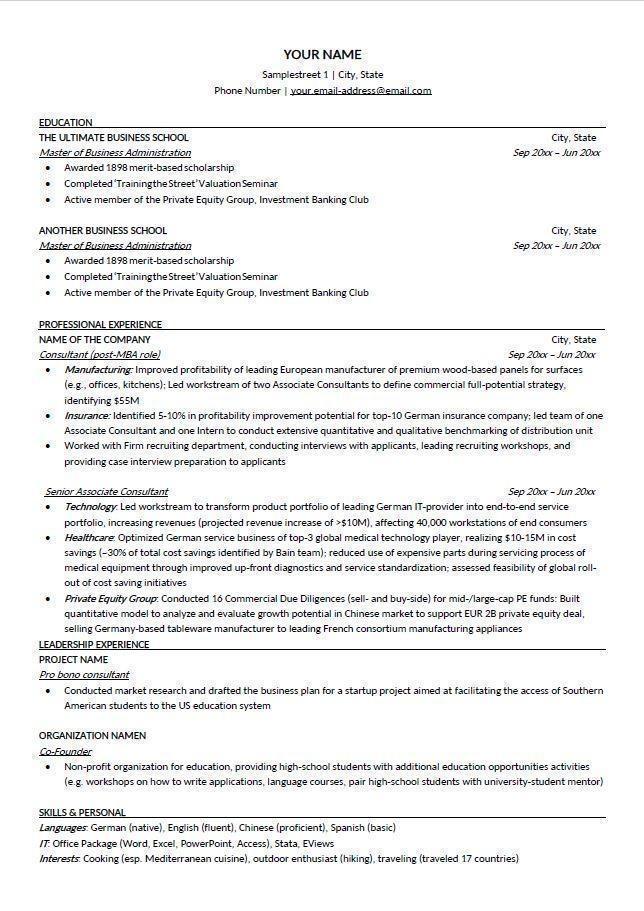 YOUR NAME
Samplestreet 1 | City, State
Phone Number | your.email-address@email.com
EDUCATION
THE ULTIMATE BUSINESS SCHOOL City, State
Master of Business Administration Sep 20xx – Jun 20xx
• Awarded 1898 merit-based scholarship
• Completed 'Training the Street' Valuation Seminar
• Active member of the Private Equity Group, Investment Banking Club
ANOTHER BUSINESS SCHOOL City, State
Master of Business Administration Sep 20xx – Jun 20xx
• Awarded 1898 merit-based scholarship
• Completed 'Training the Street' Valuation Seminar
• Active member of the Private Equity Group, Investment Banking Club
PROFESSIONAL EXPERIENCE
NAME OF THE COMPANY City, State
Consultant (post-MBA role) Sep 20xx – Jun 20xx
• Manufacturing: Improved profitability of leading European manufacturer of premium wood-based panels for surfaces
(e.g., offices, kitchens); Led workstream of two Associate Consultants to define commercial full-potential strategy,
identifying $55M
• Insurance: Identified 5-10% in profitability improvement potential for top-10 German insurance company; led team of one
Associate Consultant and one Intern to conduct extensive quantitative and qualitative benchmarking of distribution unit
• Worked with Firm recruiting department, conducting interviews with applicants, leading recruiting workshops, and
providing case interview preparation to applicants
Senior Associate Consultant Sep 20xx – Jun 20xx
• Technology: Led workstream to transform product portfolio of leading German IT-provider into end-to-end service
portfolio, increasing revenues (projected revenue increase of >$10M), affecting 40,000 workstations of end consumers
• Healthcare: Optimized German service business of top-3 global medical technology player, realizing $10-15M in cost
savings (~30% of total cost savings identified by Bain team); reduced use of expensive parts during servicing process of
medical equipment through improved up-front diagnostics and service standardization; assessed feasibility of global roll-
out of cost saving initiatives
• Private Equity Group: Conducted 16 Commercial Due Diligences (sell- and buy-side) for mid-/large-cap PE funds: Built
quantitative model to analyze and evaluate growth potential in Chinese market to support EUR 2B private equity deal,
selling Germany-based tableware manufacturer to leading French consortium manufacturing appliances
LEADERSHIP EXPERIENCE
PROJECT NAME
Pro bono consultant
• Conducted market research and drafted the business plan for a startup project aimed at facilitating the access of Southern
American students to the US education system
ORGANIZATION NAMEN
Co-Founder
• Non-profit organization for education, providing high-school students with additional education opportunities activities
(e.g. workshops on how to write applications, language courses, pair high-school students with university-student mentor)
SKILLS & PERSONAL
Languages: German (native), English (fluent), Chinese (proficient), Spanish (basic)
IT: Office Package (Word, Excel, PowerPoint, Access), Stata, EViews
Interests: Cooking (esp. Mediterranean cuisine), outdoor enthusiast (hiking), traveling (traveled 17 countries)